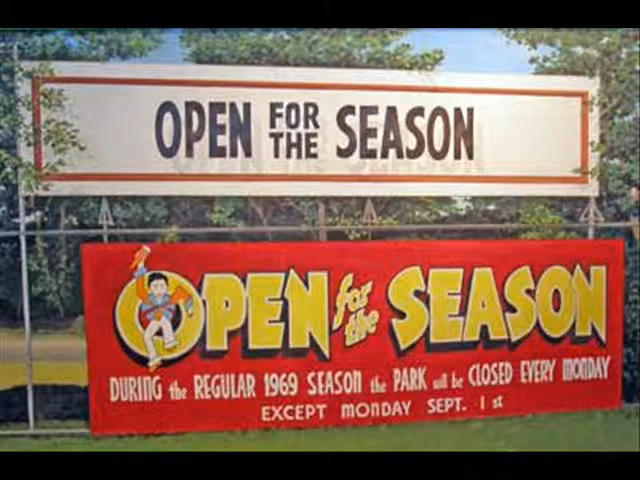 OPEN FOR THE SEASON
OPEN for the SEASON
DURING the REGULAR 1969 SEASON the PARK will be CLOSED EVERY MONDAY
EXCEPT MONDAY SEPT. 1st